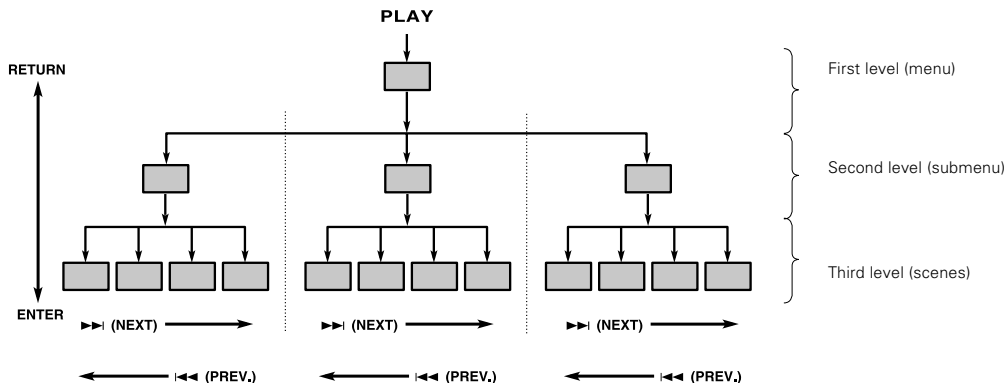 PLAY
RETURN
First level (menu)
Second level (submenu)
Third level (scenes)
ENTER
►►| (NEXT)
►►| (NEXT)
►►| (NEXT)
|◄◄ (PREV.)
|◄◄ (PREV.)
|◄◄ (PREV.)